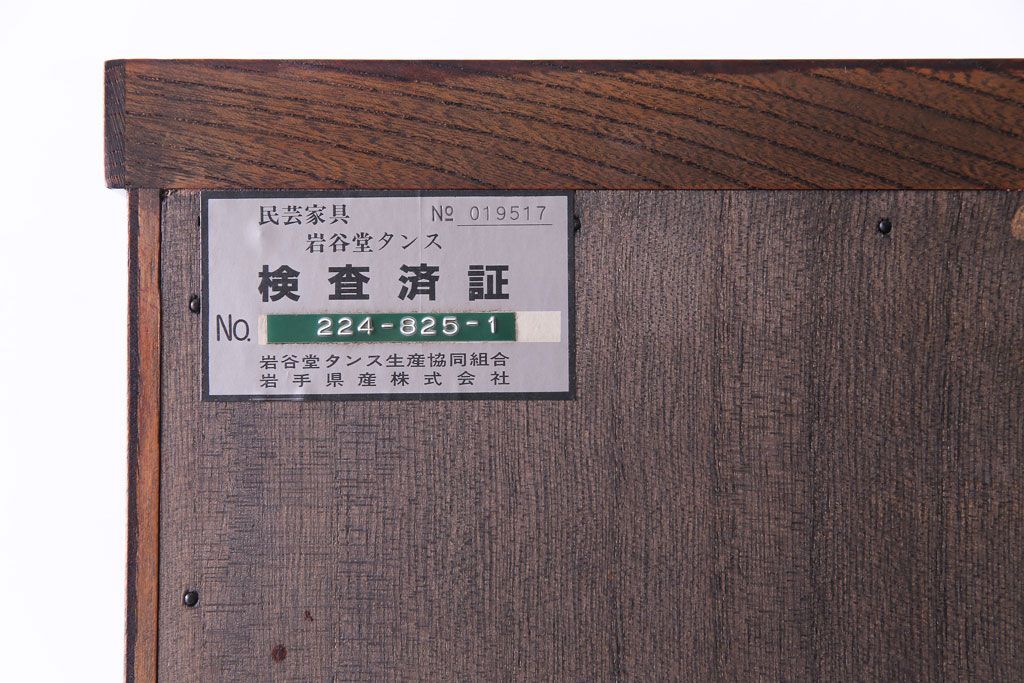 民芸家具 № 019517
岩谷堂タンス
検査済証
No. 224-825-1
岩谷堂タンス生産協同組合
岩手県産株式会社